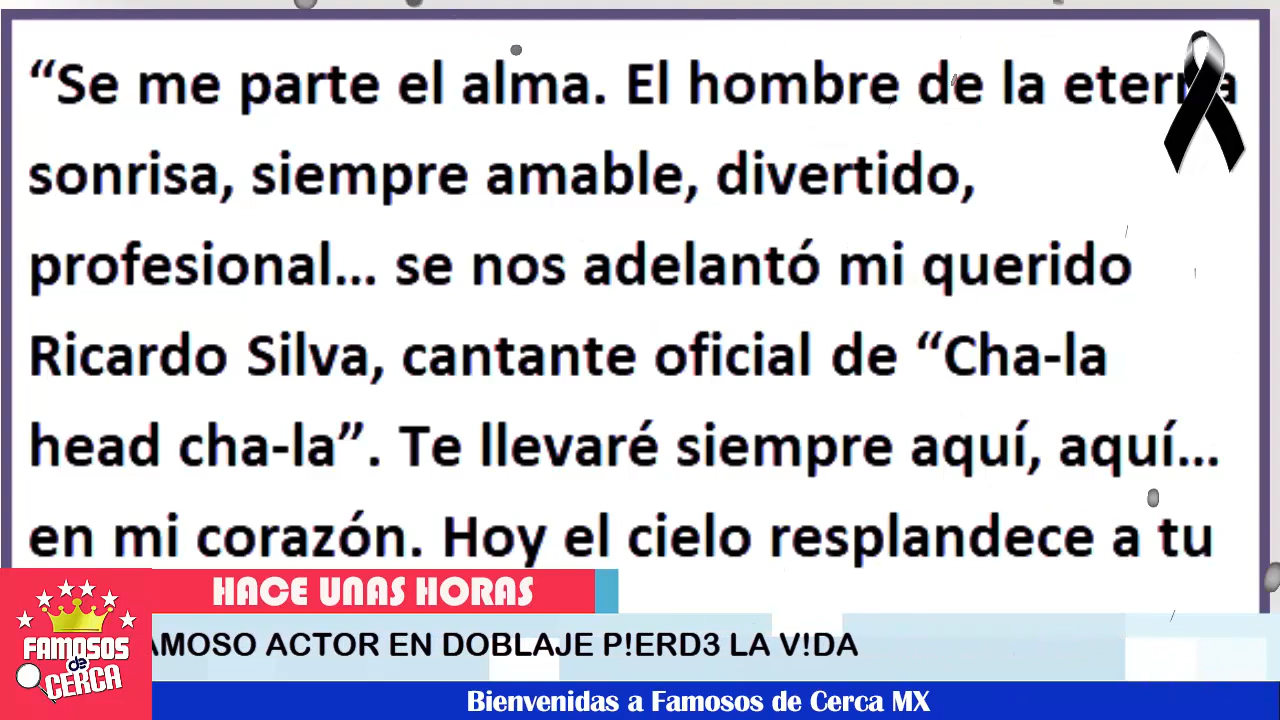 “Se me parte el alma. El hombre de la eterna
sonrisa, siempre amable, divertido,
profesional... se nos adelantó mi querido
Ricardo Silva, cantante oficial de “Cha-la
head cha-la”. Te llevaré siempre aquí, aquí...
en mi corazón. Hoy el cielo resplandece a tu
HACE UNAS HORAS
AMOSO ACTOR EN DOBLAJE P!ERD3 LA V!DA
FAMOSOS
de
CERCA
Bienvenidas a Famosos de Cerca MX